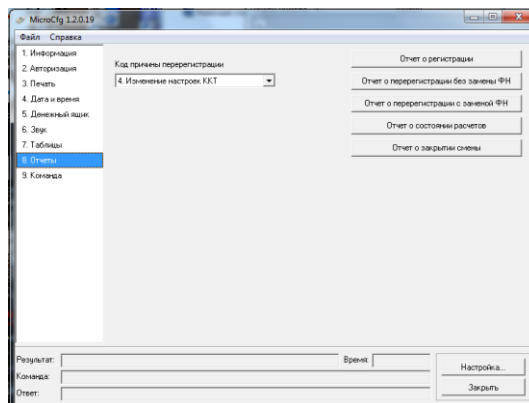 MicroCfg 1.2.0.19
Файл Справка
1. Информация
2. Авторизация
3. Печать
4. Дата и время
5. Денежный ящик
6. Звук
7. Таблицы
8. Отчеты
9. Команда
Код причины перерегистрации
4. Изменение настроек ККТ
Отчет о регистрации
Отчет о перерегистрации без замены ФН
Отчет о перерегистрации с заменой ФН
Отчет о состоянии расчетов
Отчет о закрытии смены
Результат:
Время:
Команда:
Ответ:
Настройка...
Закрыть